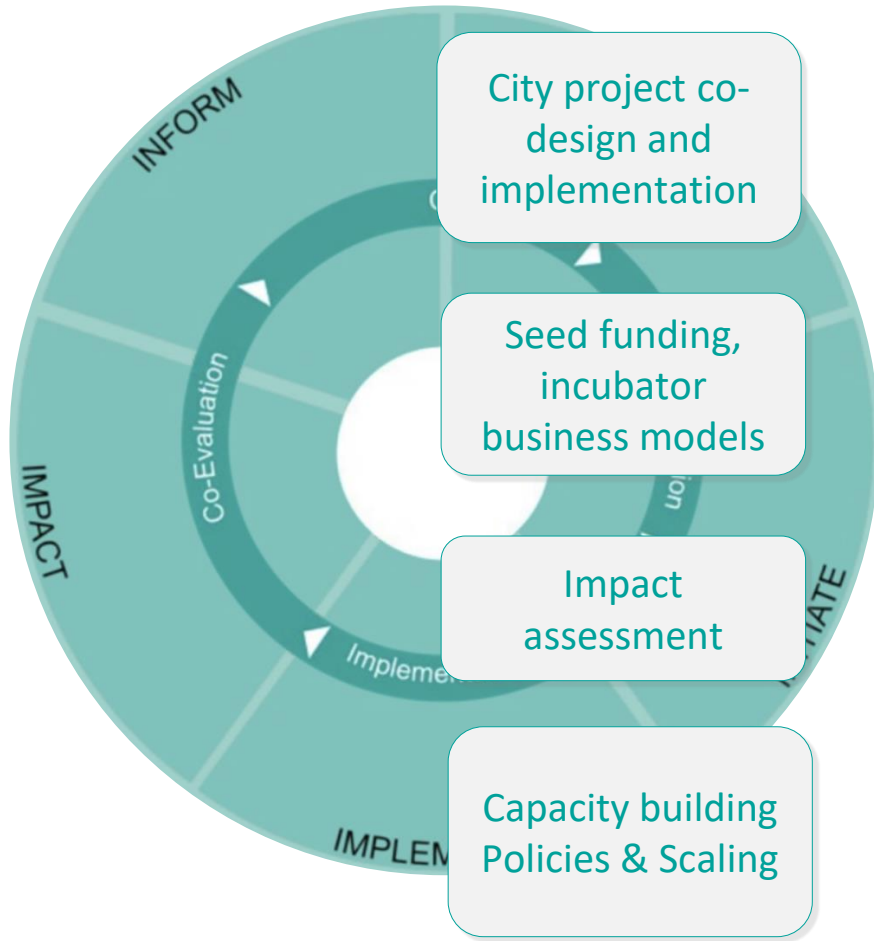 INFORM
City project co-
design and
implementation
Seed funding,
incubator
business models
Co-Evaluation
IMPACT
Impact
assessment
Capacity building
Policies & Scaling